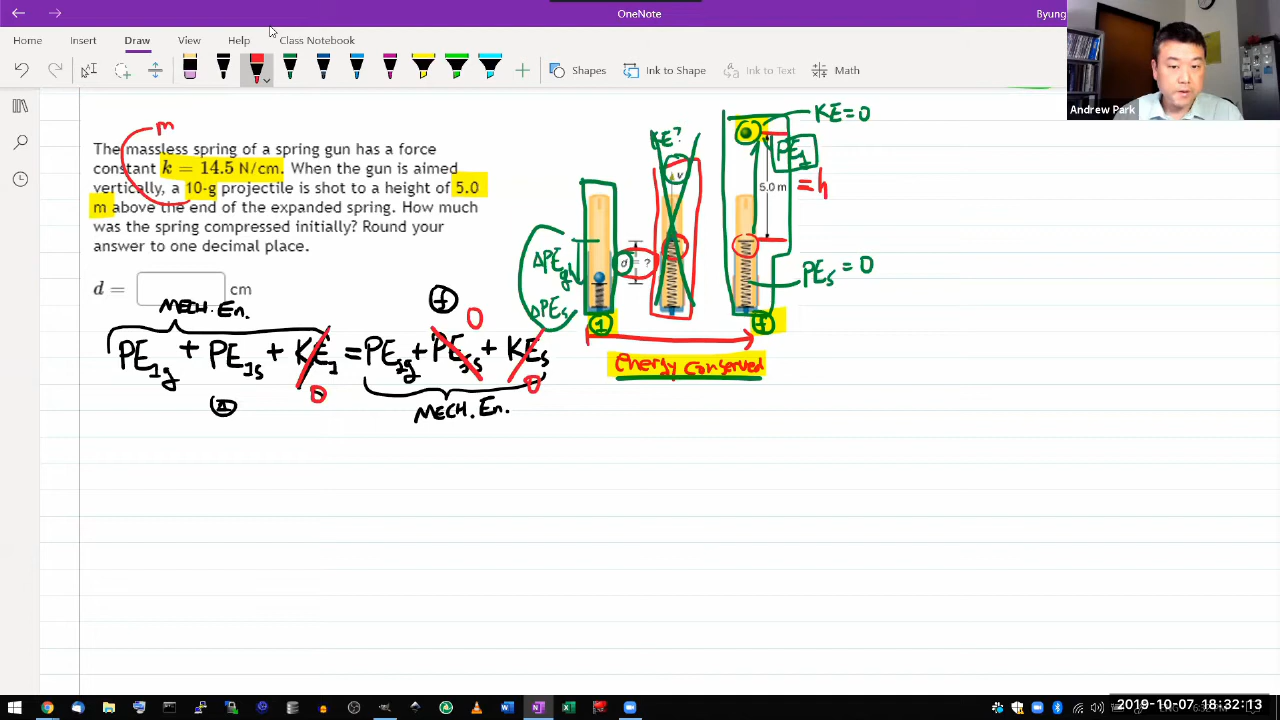 OneNote
Byung
Home
Insert
Draw
View
Help
Class Notebook
Shapes
Ink to Shape
Ink to Text
Math
Andrew Park
m
The massless spring of a spring gun has a force
constant k = 14.5 N/cm. When the gun is aimed
vertically, a 10-g projectile is shot to a height of 5.0
m above the end of the expanded spring. How much
was the spring compressed initially? Round your
answer to one decimal place.
d =
cm
KE?
v
KE=0
5.0 m
= h
ΔPEg
ΔPEs
d = ?
PEs = 0
1
f
Energy conserved
MECH. En.
f
0
PE1g + PE1s + KE1 =
0
0
MECH. En.
2019-10-07 18:32:13